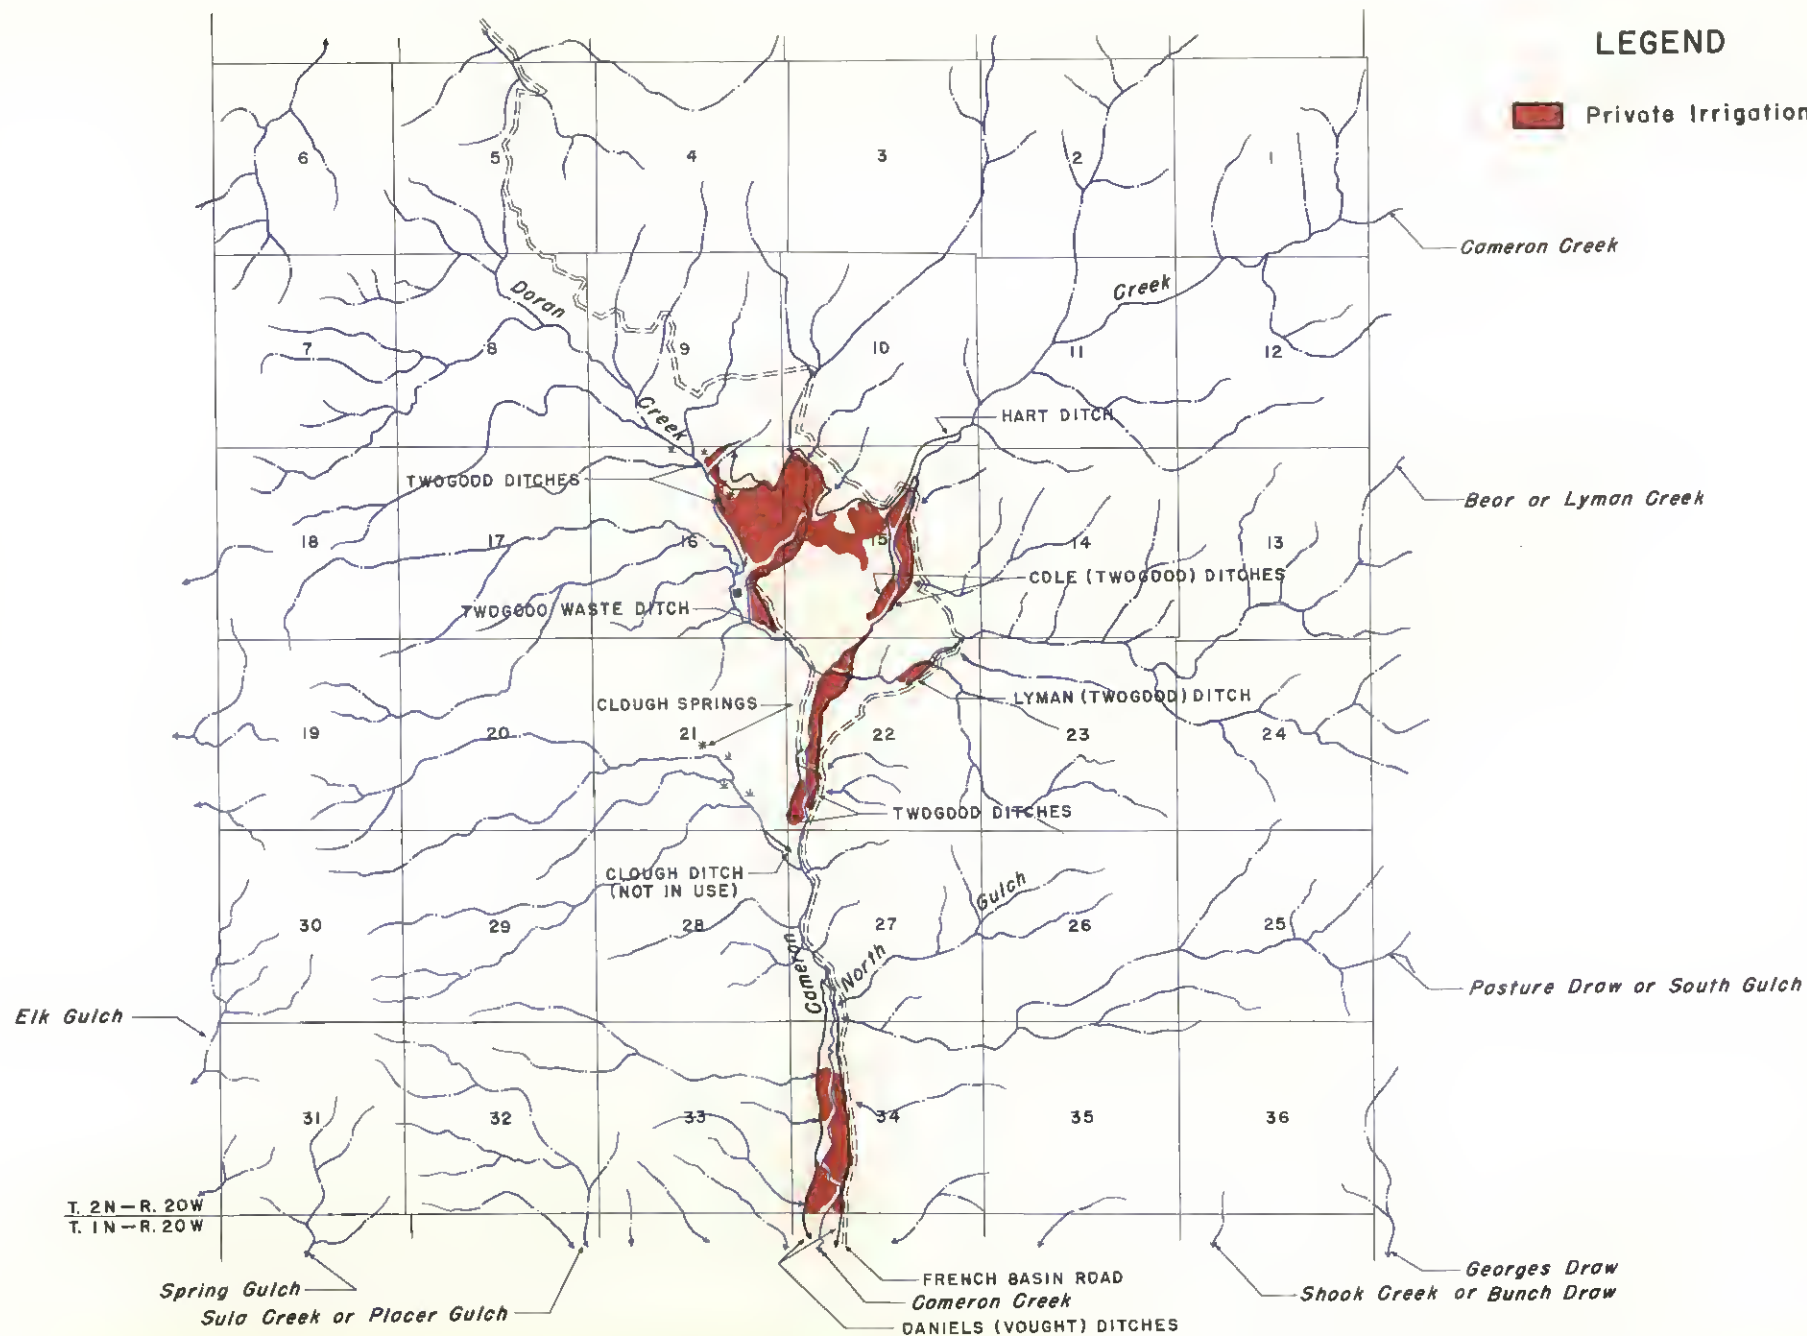 LEGEND
Private Irrigation
6
5
4
3
2
1
Cameron Creek
Doran
Creek
7
8
9
10
11
12
Creek
HART DITCH
TWOGOOD DITCHES
Bear or Lyman Creek
18
17
16
15
14
13
COLE (TWOGOOD) DITCHES
TWOGOOD WASTE DITCH
LYMAN (TWOGOOD) DITCH
CLOUGH SPRINGS
19
20
21
22
23
24
TWOGOOD DITCHES
CLOUGH DITCH
(NOT IN USE)
Gulch
30
29
28
27
26
25
Cameron
North
Pasture Draw or South Gulch
Elk Gulch
31
32
33
34
35
36
T. 2N-R. 20W
T. 1N-R. 20W
Spring Gulch
Sula Creek or Placer Gulch
FRENCH BASIN ROAD
Cameron Creek
DANIELS (VOUGHT) DITCHES
Georges Draw
Shook Creek or Bunch Draw